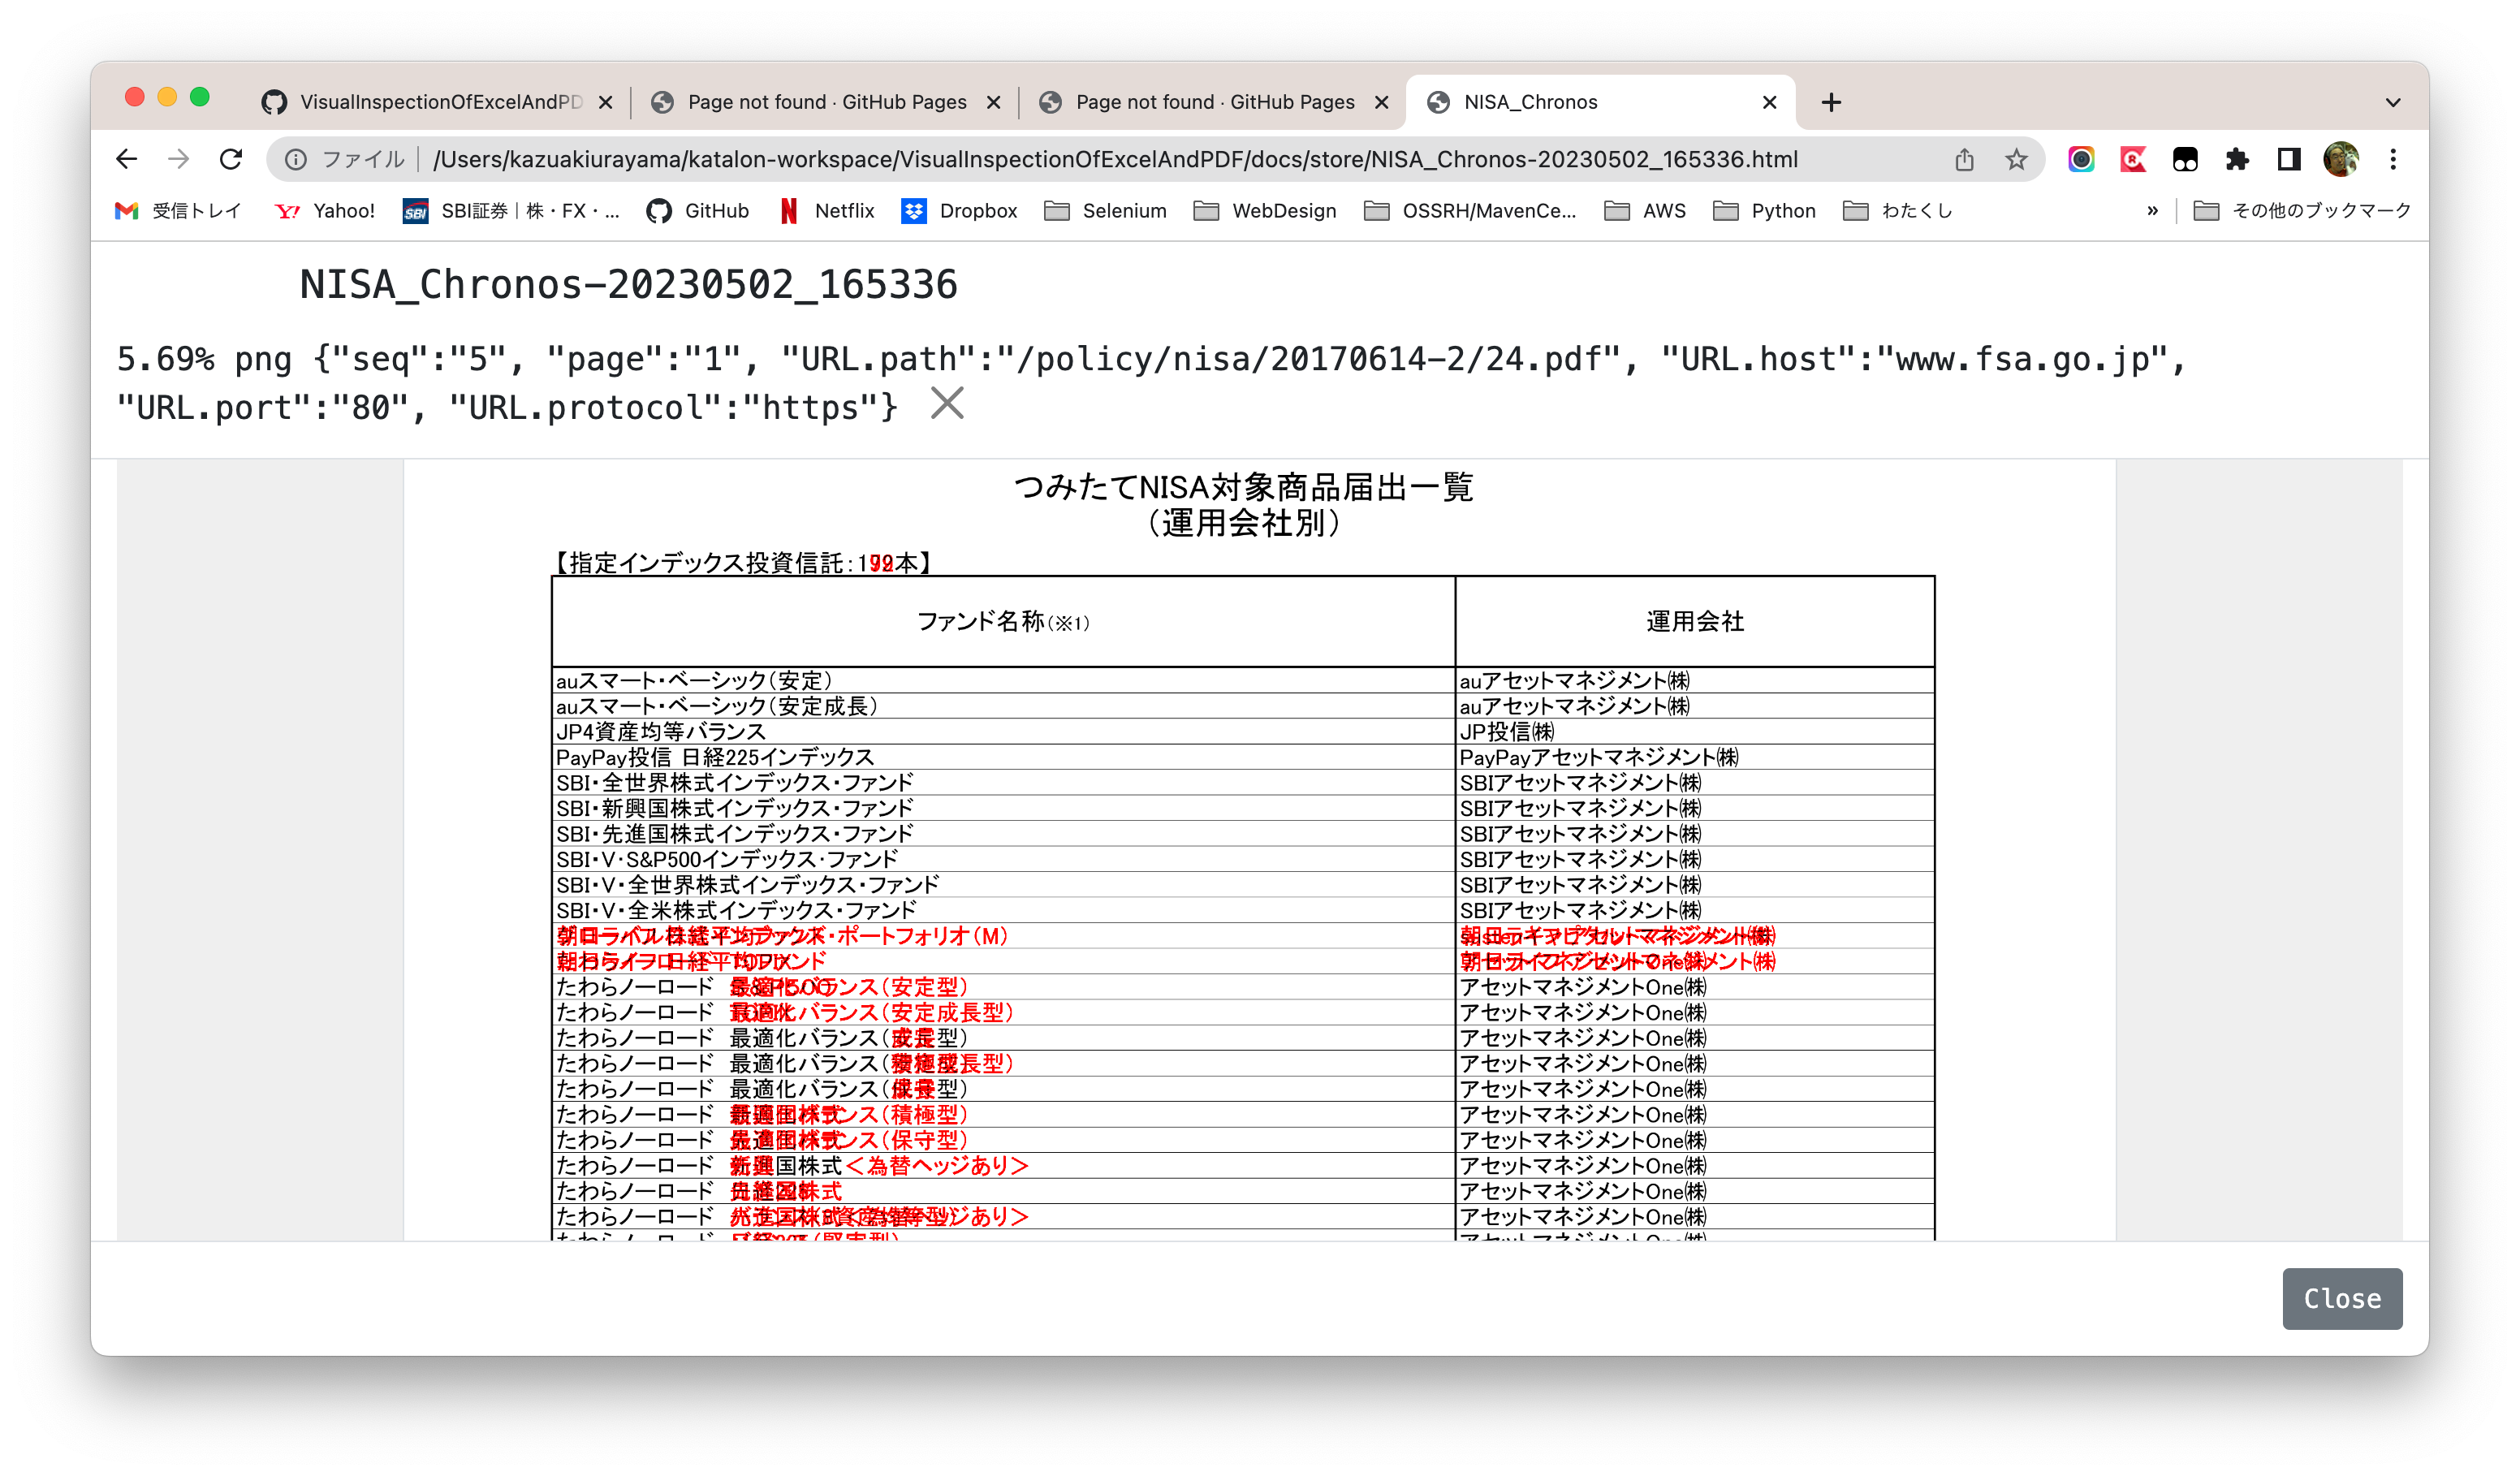 VisualInspectionOfExcelAndPD
Page not found · GitHub Pages
Page not found · GitHub Pages
NISA_Chronos
ファイル
/Users/kazuakiurayama/katalon-workspace/VisualInspectionOfExcelAndPDF/docs/store/NISA_Chronos-20230502_165336.html
受信トレイ Yahoo! SBI証券｜株・FX・... GitHub Netflix Dropbox Selenium WebDesign OSSRH/MavenCe... AWS Python わたくし » その他のブックマーク
NISA_Chronos-20230502_165336
5.69% png {"seq":"5", "page":"1", "URL.path":"/policy/nisa/20170614-2/24.pdf", "URL.host":"www.fsa.go.jp",
"URL.port":"80", "URL.protocol":"https"}
つみたてNISA対象商品届出一覧
（運用会社別）
【指定インデックス投資信託：1 本】
ファンド名称（※1） 運用会社
auスマート・ベーシック（安定） auアセットマネジメント㈱
auスマート・ベーシック（安定成長） auアセットマネジメント㈱
JP4資産均等バランス JP投信㈱
PayPay投信 日経225インデックス PayPayアセットマネジメント㈱
SBI・全世界株式インデックス・ファンド SBIアセットマネジメント㈱
SBI・新興国株式インデックス・ファンド SBIアセットマネジメント㈱
SBI・先進国株式インデックス・ファンド SBIアセットマネジメント㈱
SBI・V・S&P500インデックス・ファンド SBIアセットマネジメント㈱
SBI・V・全世界株式インデックス・ファンド SBIアセットマネジメント㈱
SBI・V・全米株式インデックス・ファンド SBIアセットマネジメント㈱
・ポートフォリオ（M）
たわらノーロード バランス（安定型） アセットマネジメントOne㈱
たわらノーロード 最適化バランス（安定成長型） アセットマネジメントOne㈱
たわらノーロード 最適化バランス（ 型） アセットマネジメントOne㈱
たわらノーロード 最適化バランス（ 長型） アセットマネジメントOne㈱
たわらノーロード 最適化バランス（ 型） アセットマネジメントOne㈱
たわらノーロード ンス（積極型） アセットマネジメントOne㈱
たわらノーロード ンス（保守型） アセットマネジメントOne㈱
たわらノーロード 国株式＜為替ヘッジあり＞ アセットマネジメントOne㈱
たわらノーロード 株式 アセットマネジメントOne㈱
たわらノーロード ジあり＞ アセットマネジメントOne㈱
Close